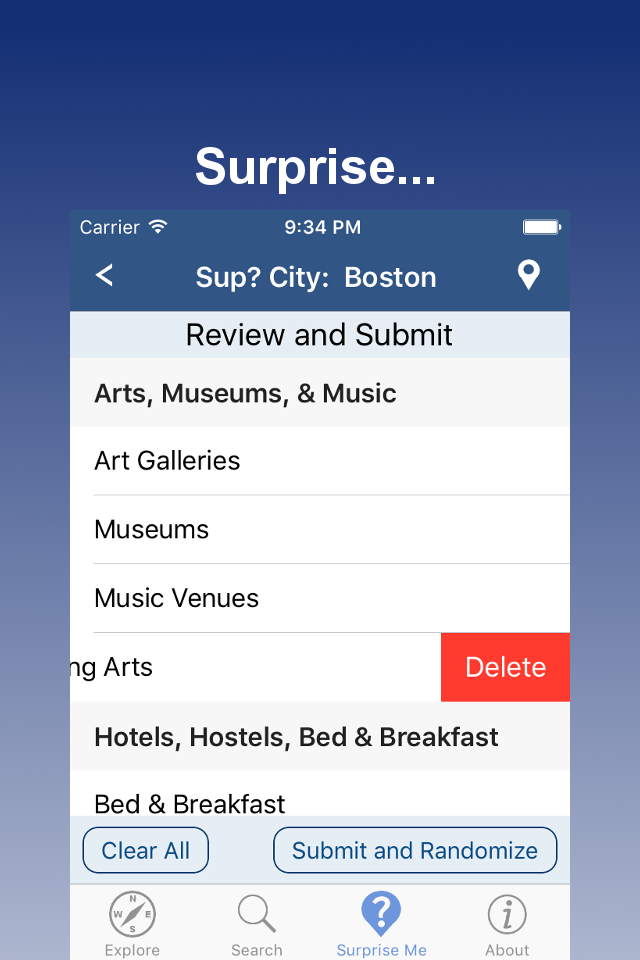 Surprise...
Carrier 9:34 PM
< Sup? City: Boston
Review and Submit
Arts, Museums, & Music
Art Galleries
Museums
Music Venues
ng Arts Delete
Hotels, Hostels, Bed & Breakfast
Bed & Breakfast
Clear All Submit and Randomize
N
W E
S
Explore Search Surprise Me About